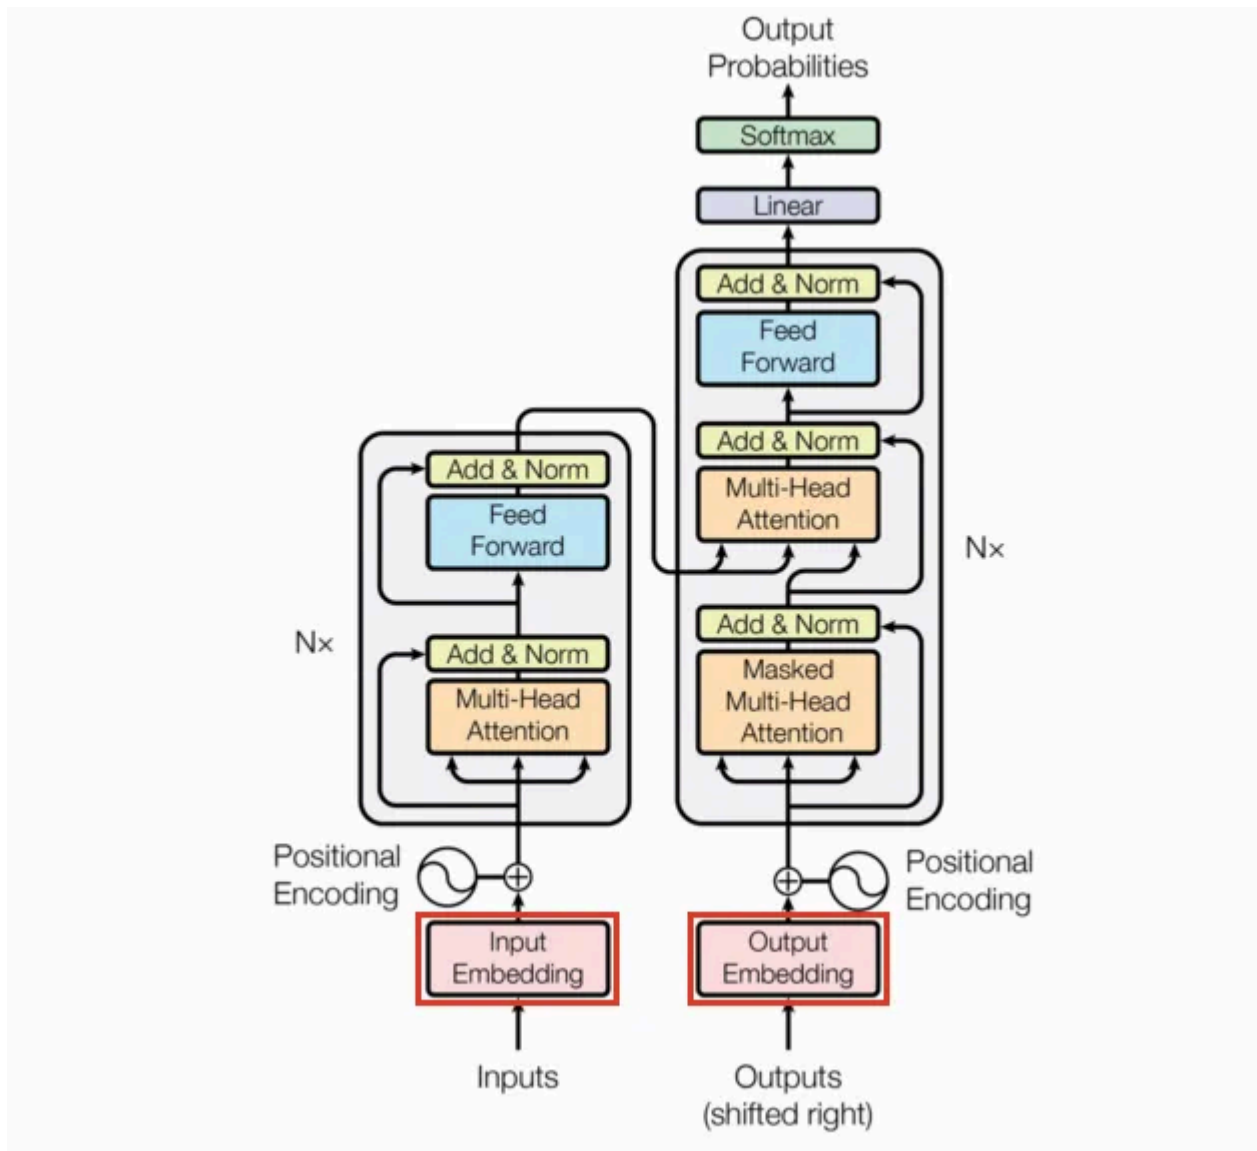 Output
Probabilities
Softmax
Linear
Add & Norm
Feed
Forward
Add & Norm
Multi-Head
Attention
Nx
Add & Norm
Masked
Multi-Head
Attention
Add & Norm
Feed
Forward
Nx
Add & Norm
Multi-Head
Attention
Positional
Encoding
Positional
Encoding
Input
Embedding
Output
Embedding
Inputs
Outputs
(shifted right)